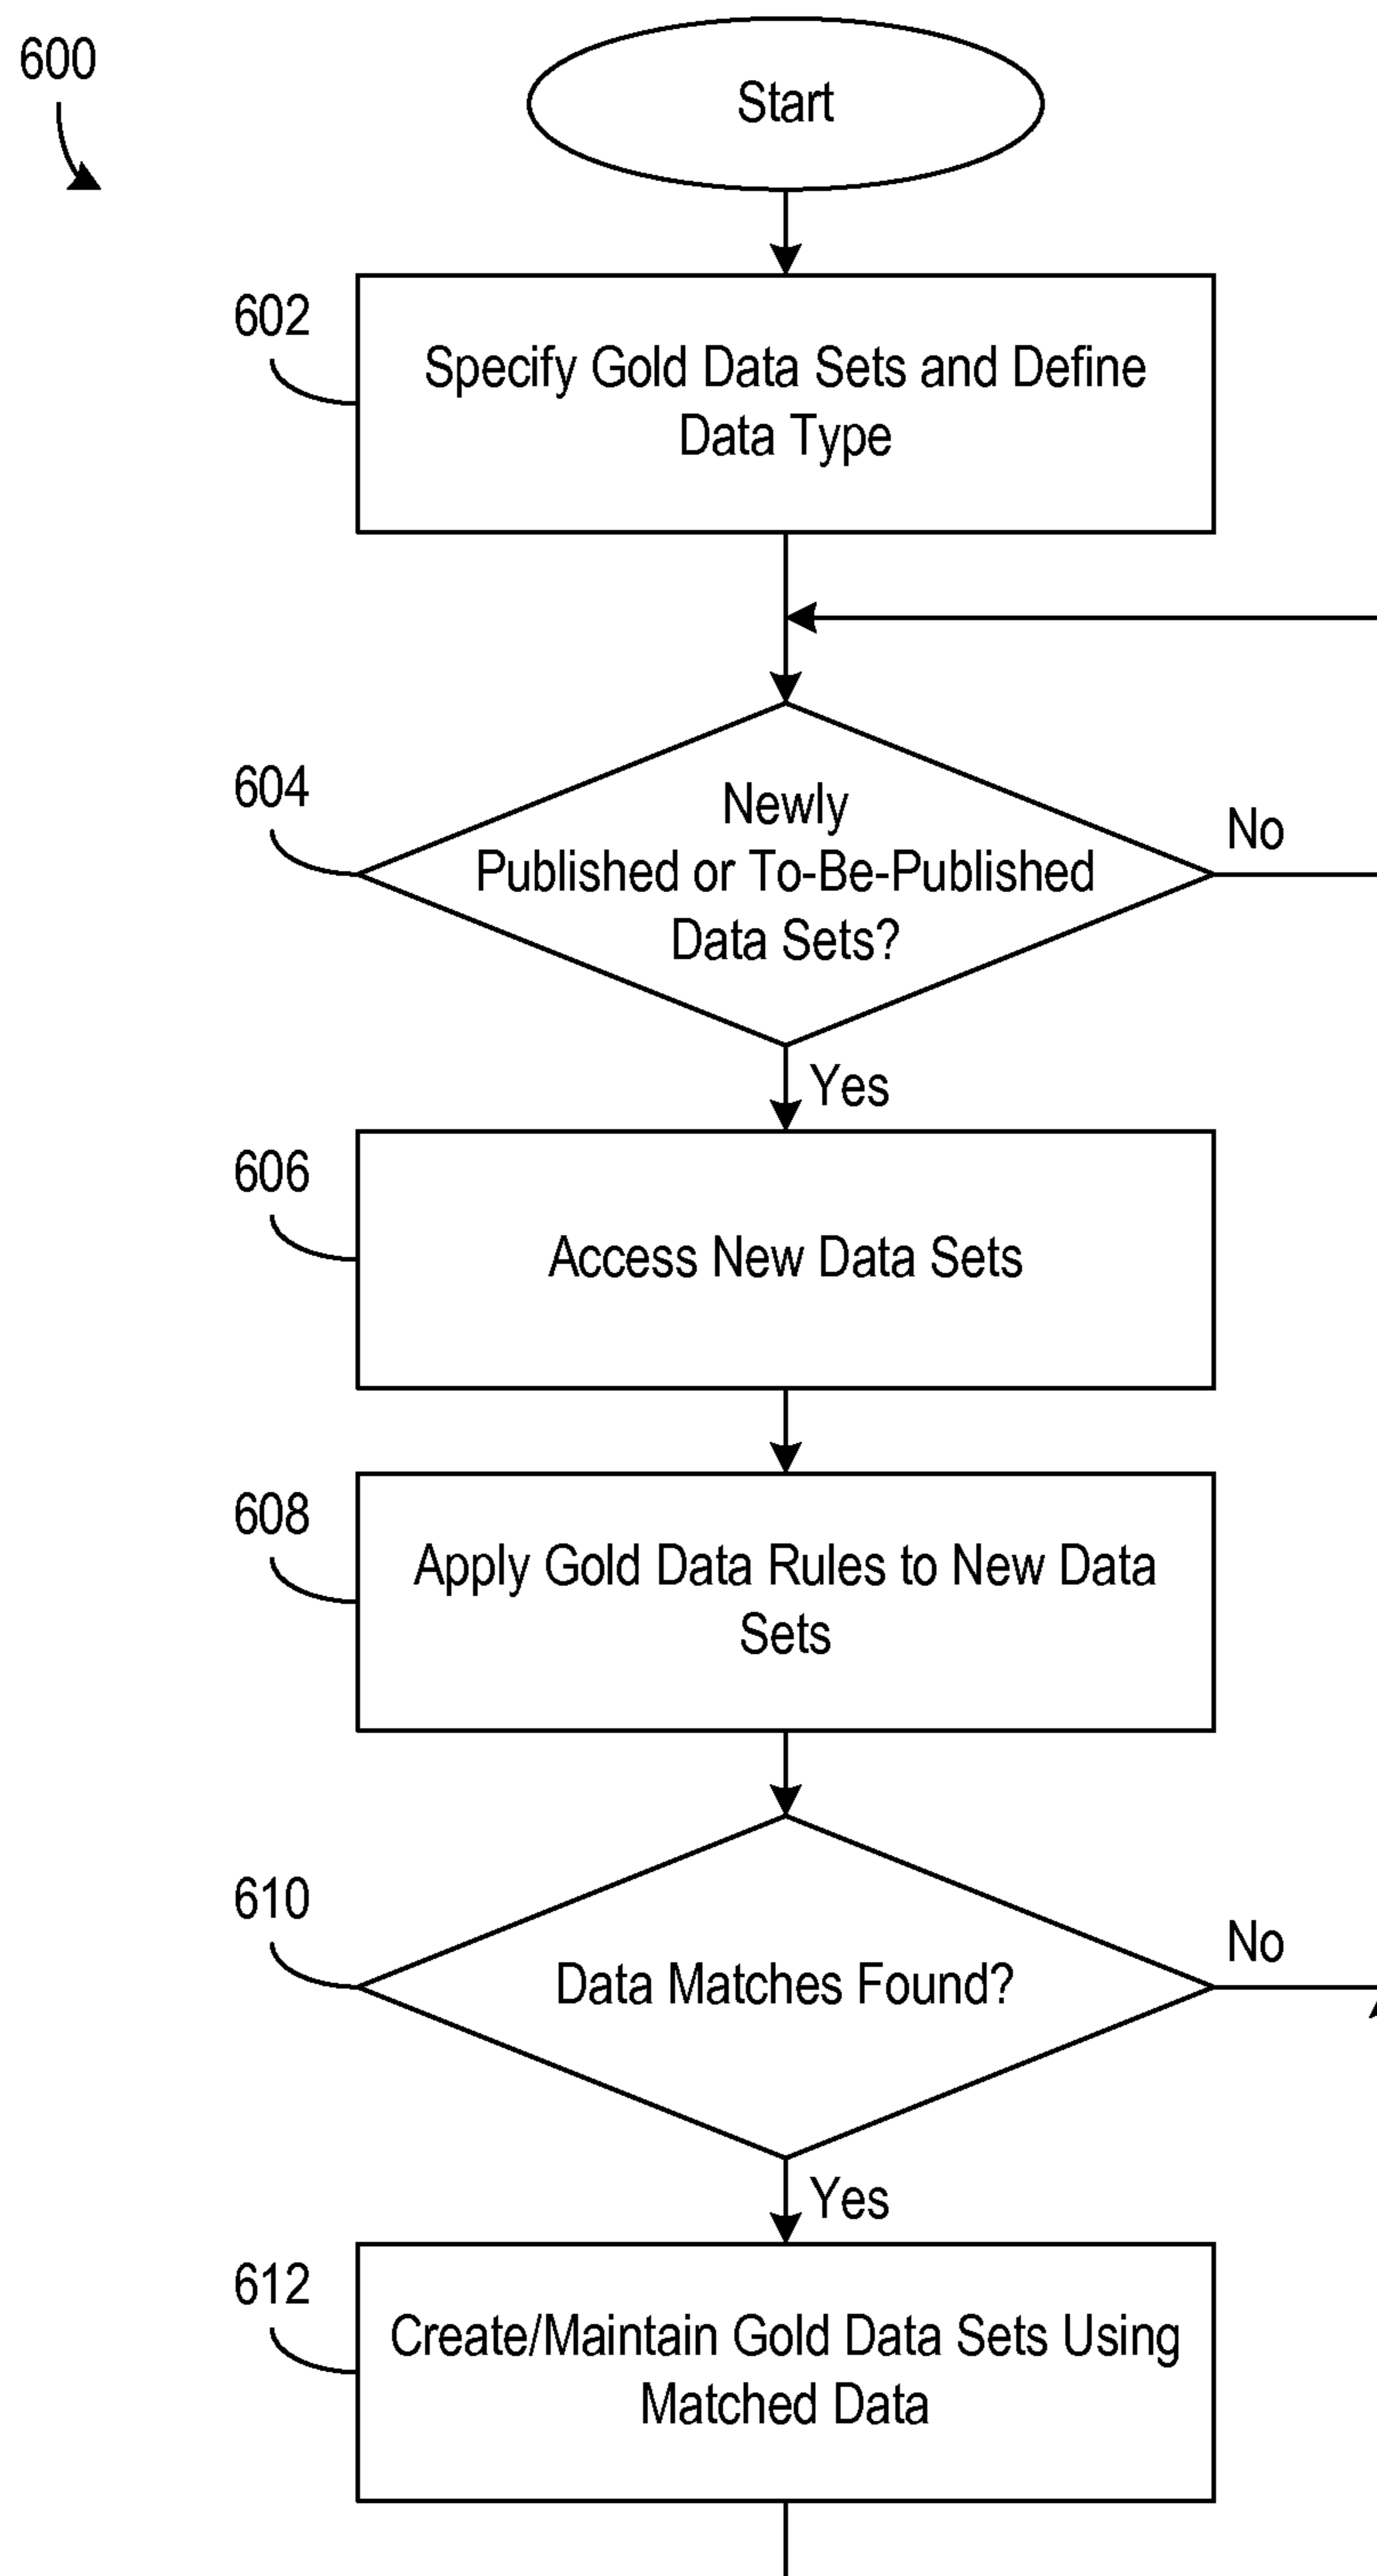 600
Start
602
Specify Gold Data Sets and Define
Data Type
604
Newly
Published or To-Be-Published
Data Sets?
No
Yes
606
Access New Data Sets
608
Apply Gold Data Rules to New Data
Sets
610
Data Matches Found?
No
Yes
612
Create/Maintain Gold Data Sets Using
Matched Data